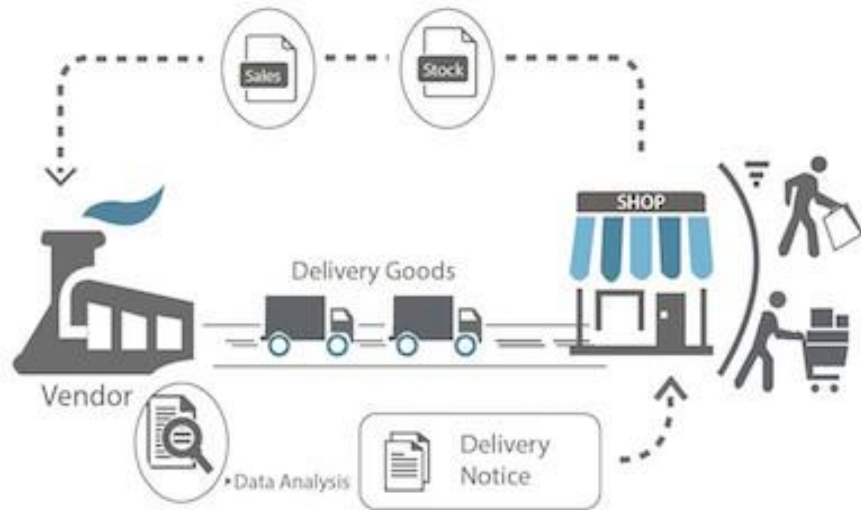 Sales
Stock
SHOP
Delivery Goods
Vendor
Data Analysis
Delivery
Notice